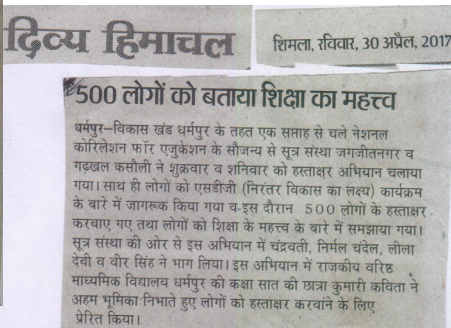 दिव्य हिमाचल
शिमला, रविवार, 30 अप्रैल, 2017
500 लोगों को बताया शिक्षा का महत्त्व
धर्मपुर–विकास खंड धर्मपुर के तहत एक सप्ताह से चले नेशनल
कोरिलेशन फॉर एजुकेशन के सौजन्य से सूत्र संस्था जगजीतनगर व
गढ़खल कसौली ने शुक्रवार व शनिवार को हस्ताक्षर अभियान चलाया
गया। साथ ही लोगों को एसडीजी (निरंतर विकास का लक्ष्य) कार्यक्रम
के बारे में जागरूक किया गया व-इस दौरान 500 लोगों के हस्ताक्षर
करवाए गए तथा लोगों को शिक्षा के महत्त्व के बारे में समझाया गया।
सूत्र संस्था की ओर से इस अभियान में चंद्रवती, निर्मल चंदेल, लीला
देवी व वीर सिंह ने भाग लिया। इस अभियान में राजकीय वरिष्ठ
माध्यमिक विद्यालय धर्मपुर की कक्षा सात की छात्रा कुमारी कविता ने
अहम भूमिका निभाते हुए लोगों को हस्ताक्षर करवाने के लिए
प्रेरित किया।